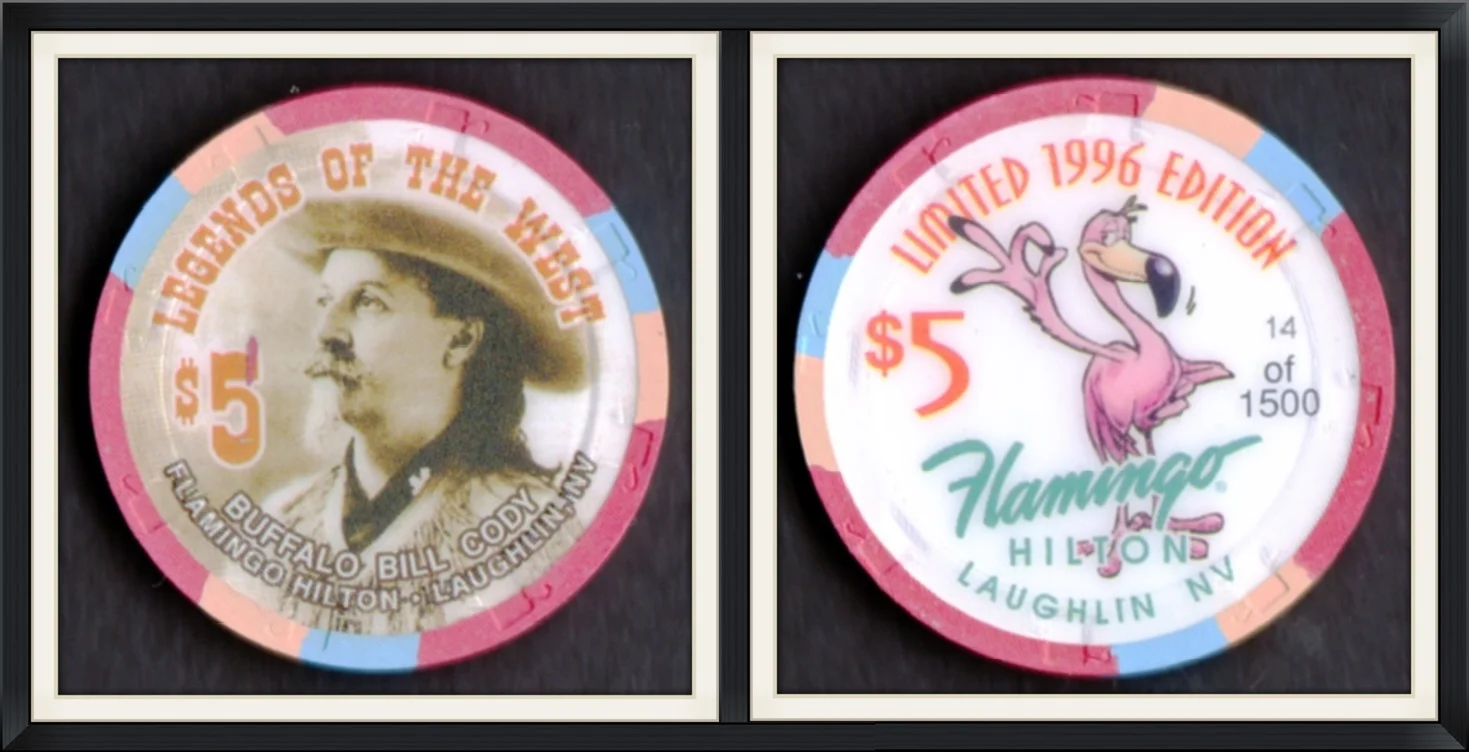 LEGENDS OF THE WEST
$5
BUFFALO BILL CODY
FLAMINGO HILTON · LAUGHLIN, NV
LIMITED 1996 EDITION
$5
14
of
1500
Flamingo®
HILTON
LAUGHLIN NV